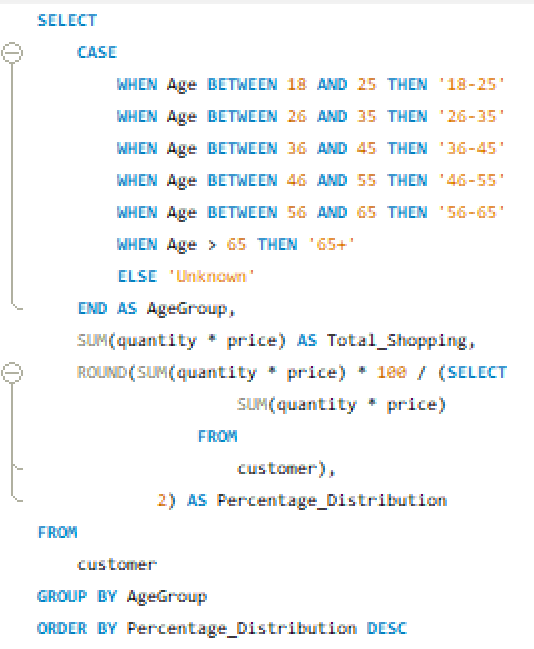 SELECT
CASE
WHEN Age BETWEEN 18 AND 25 THEN '18-25'
WHEN Age BETWEEN 26 AND 35 THEN '26-35'
WHEN Age BETWEEN 36 AND 45 THEN '36-45'
WHEN Age BETWEEN 46 AND 55 THEN '46-55'
WHEN Age BETWEEN 56 AND 65 THEN '56-65'
WHEN Age > 65 THEN '65+'
ELSE 'Unknown'
END AS AgeGroup,
SUM(quantity * price) AS Total_Shopping,
ROUND(SUM(quantity * price) * 100 / (SELECT
SUM(quantity * price)
FROM
customer),
2) AS Percentage_Distribution
FROM
customer
GROUP BY AgeGroup
ORDER BY Percentage_Distribution DESC